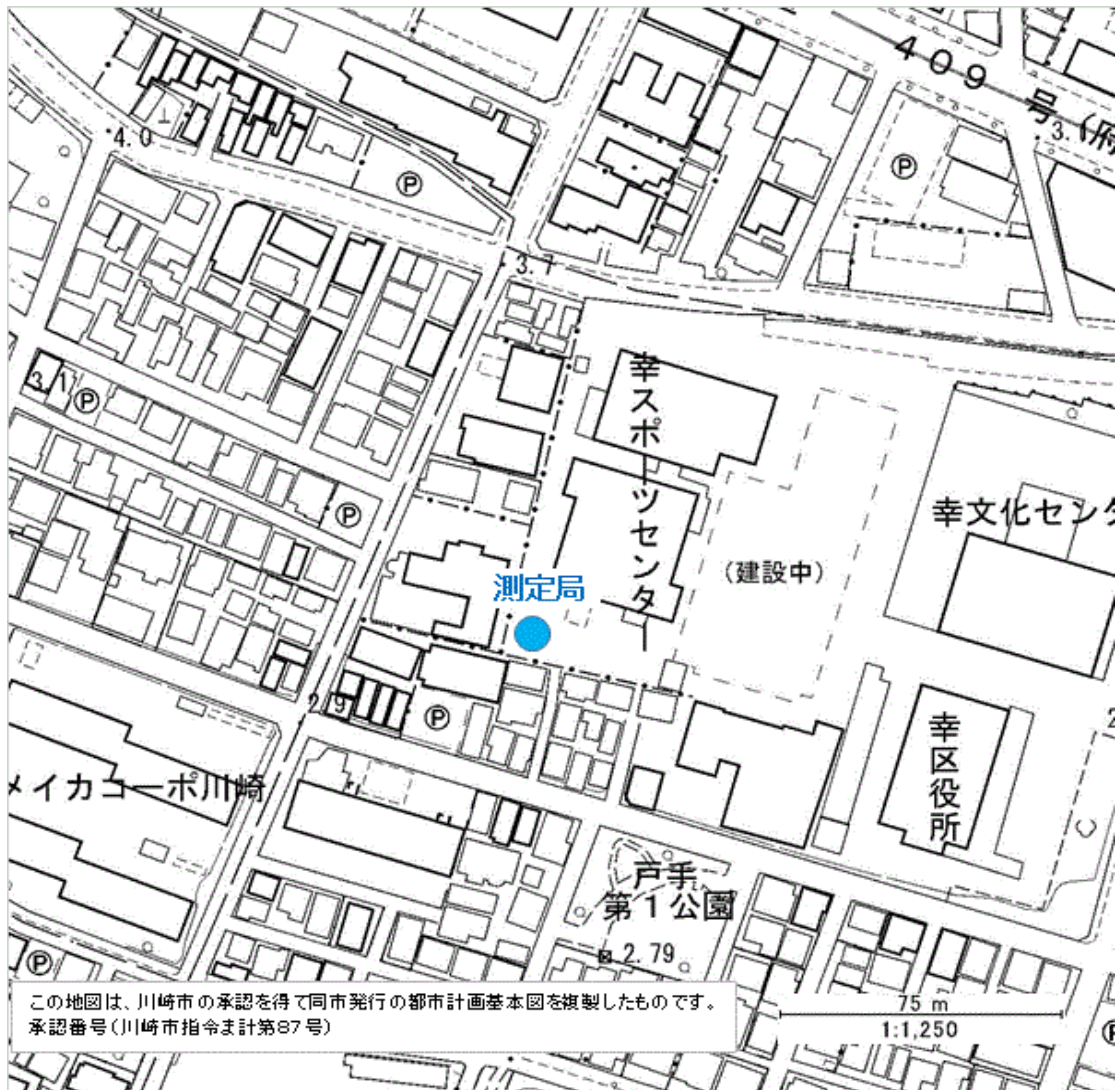 409号(府
3.
4.0
Ⓟ
Ⓟ
3.7
幸スポーツセンター
3.1
Ⓟ
Ⓟ
幸文化センタ
(建設中)
測定局
2.9
Ⓟ
幸区役所
メイカコーポ川崎
戸手
第1公園
2.79
Ⓟ
この地図は、川崎市の承認を得て同市発行の都市計画基本図を複製したものです。
承認番号(川崎市指令ま計第87号)
75 m
1:1,250